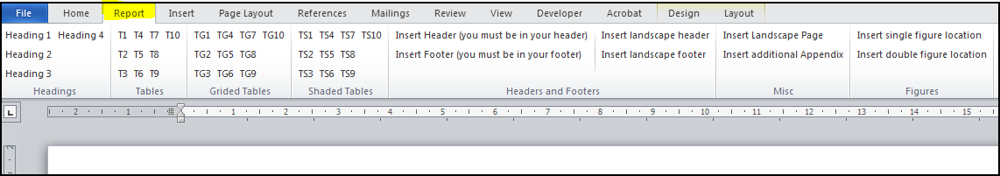 File Home Report Insert Page Layout References Mailings Review View Developer Acrobat Design Layout
Heading 1 Heading 4 T1 T4 T7 T10 TG1 TG4 TG7 TG10 TS1 TS4 TS7 TS10 Insert Header (you must be in your header) Insert landscape header Insert Landscape Page Insert single figure location
Heading 2 T2 T5 T8 TG2 TG5 TG8 TS2 TS5 TS8 Insert Footer (you must be in your footer) Insert landscape footer Insert additional Appendix Insert double figure location
Heading 3 T3 T6 T9 TG3 TG6 TG9 TS3 TS6 TS9
Headings Tables Grided Tables Shaded Tables Headers and Footers Misc Figures
L 2 1 1 2 3 4 5 6 7 8 9 10 11 12 13 14 15
2